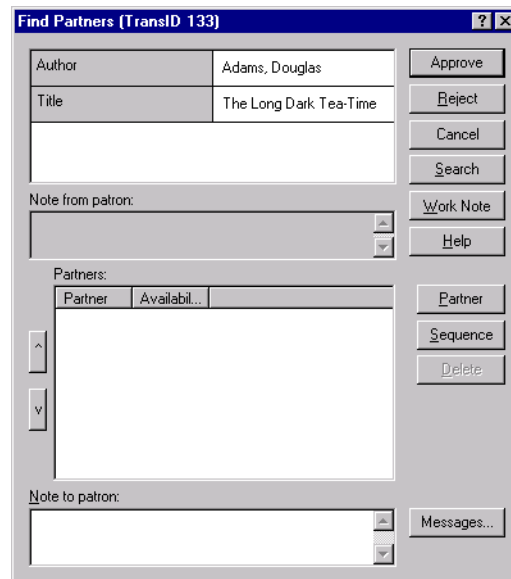 Find Partners (TransID 133)
Author Adams, Douglas
Title The Long Dark Tea-Time
Approve
Reject
Cancel
Search
Work Note
Help
Note from patron:
Partners:
Partner Availabil...
^
v
Partner
Sequence
Delete
Note to patron:
Messages...